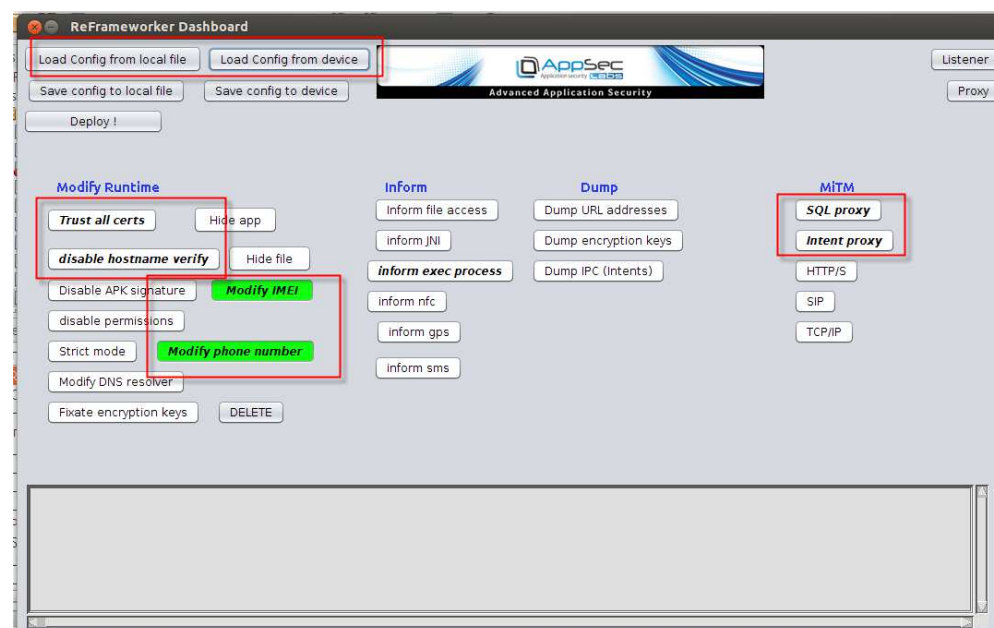 ReFrameworker Dashboard
Load Config from local file
Load Config from device
AppSec
Application security Labs
Advanced Application Security
Listener
Save config to local file
Save config to device
Proxy
Deploy !
Modify Runtime
Inform
Dump
MiTM
Trust all certs
Hide app
Inform file access
Dump URL addresses
SQL proxy
disable hostname verify
Hide file
inform JNI
Dump encryption keys
Intent proxy
Disable APK signature
Modify IMEI
inform exec process
Dump IPC (Intents)
HTTP/S
disable permissions
inform nfc
SIP
Strict mode
Modify phone number
inform gps
TCP/IP
Modify DNS resolver
inform sms
Fixate encryption keys
DELETE